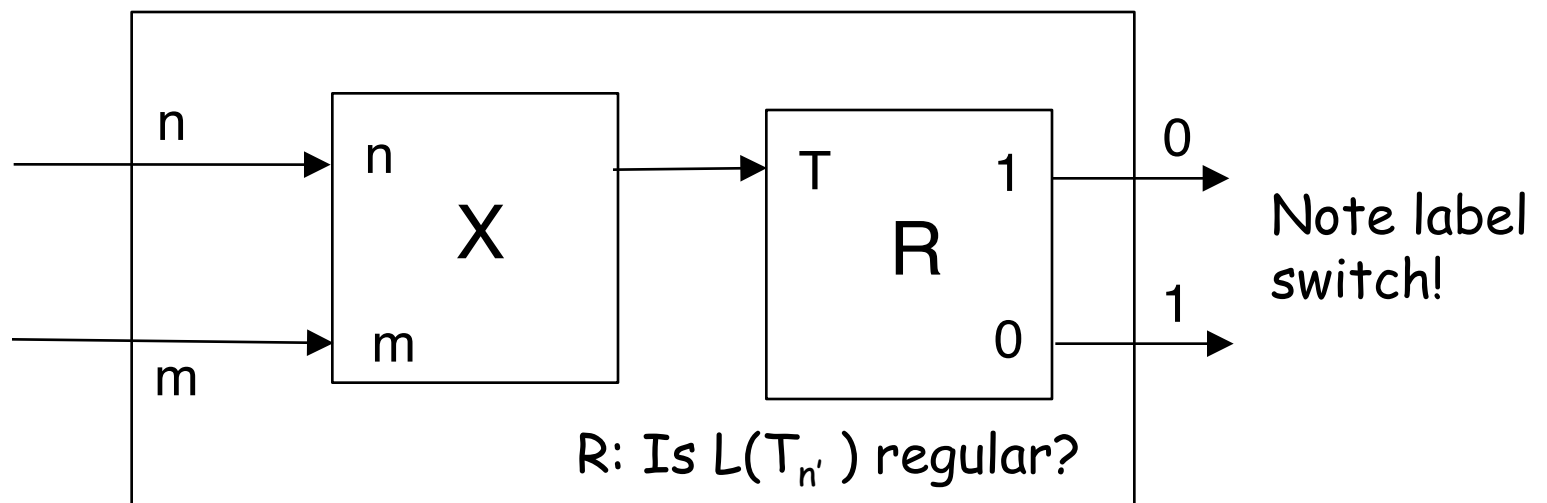 n
m
n
X
m
T
1
R
0
0
1
Note label
switch!
R: Is L(Tn' ) regular?